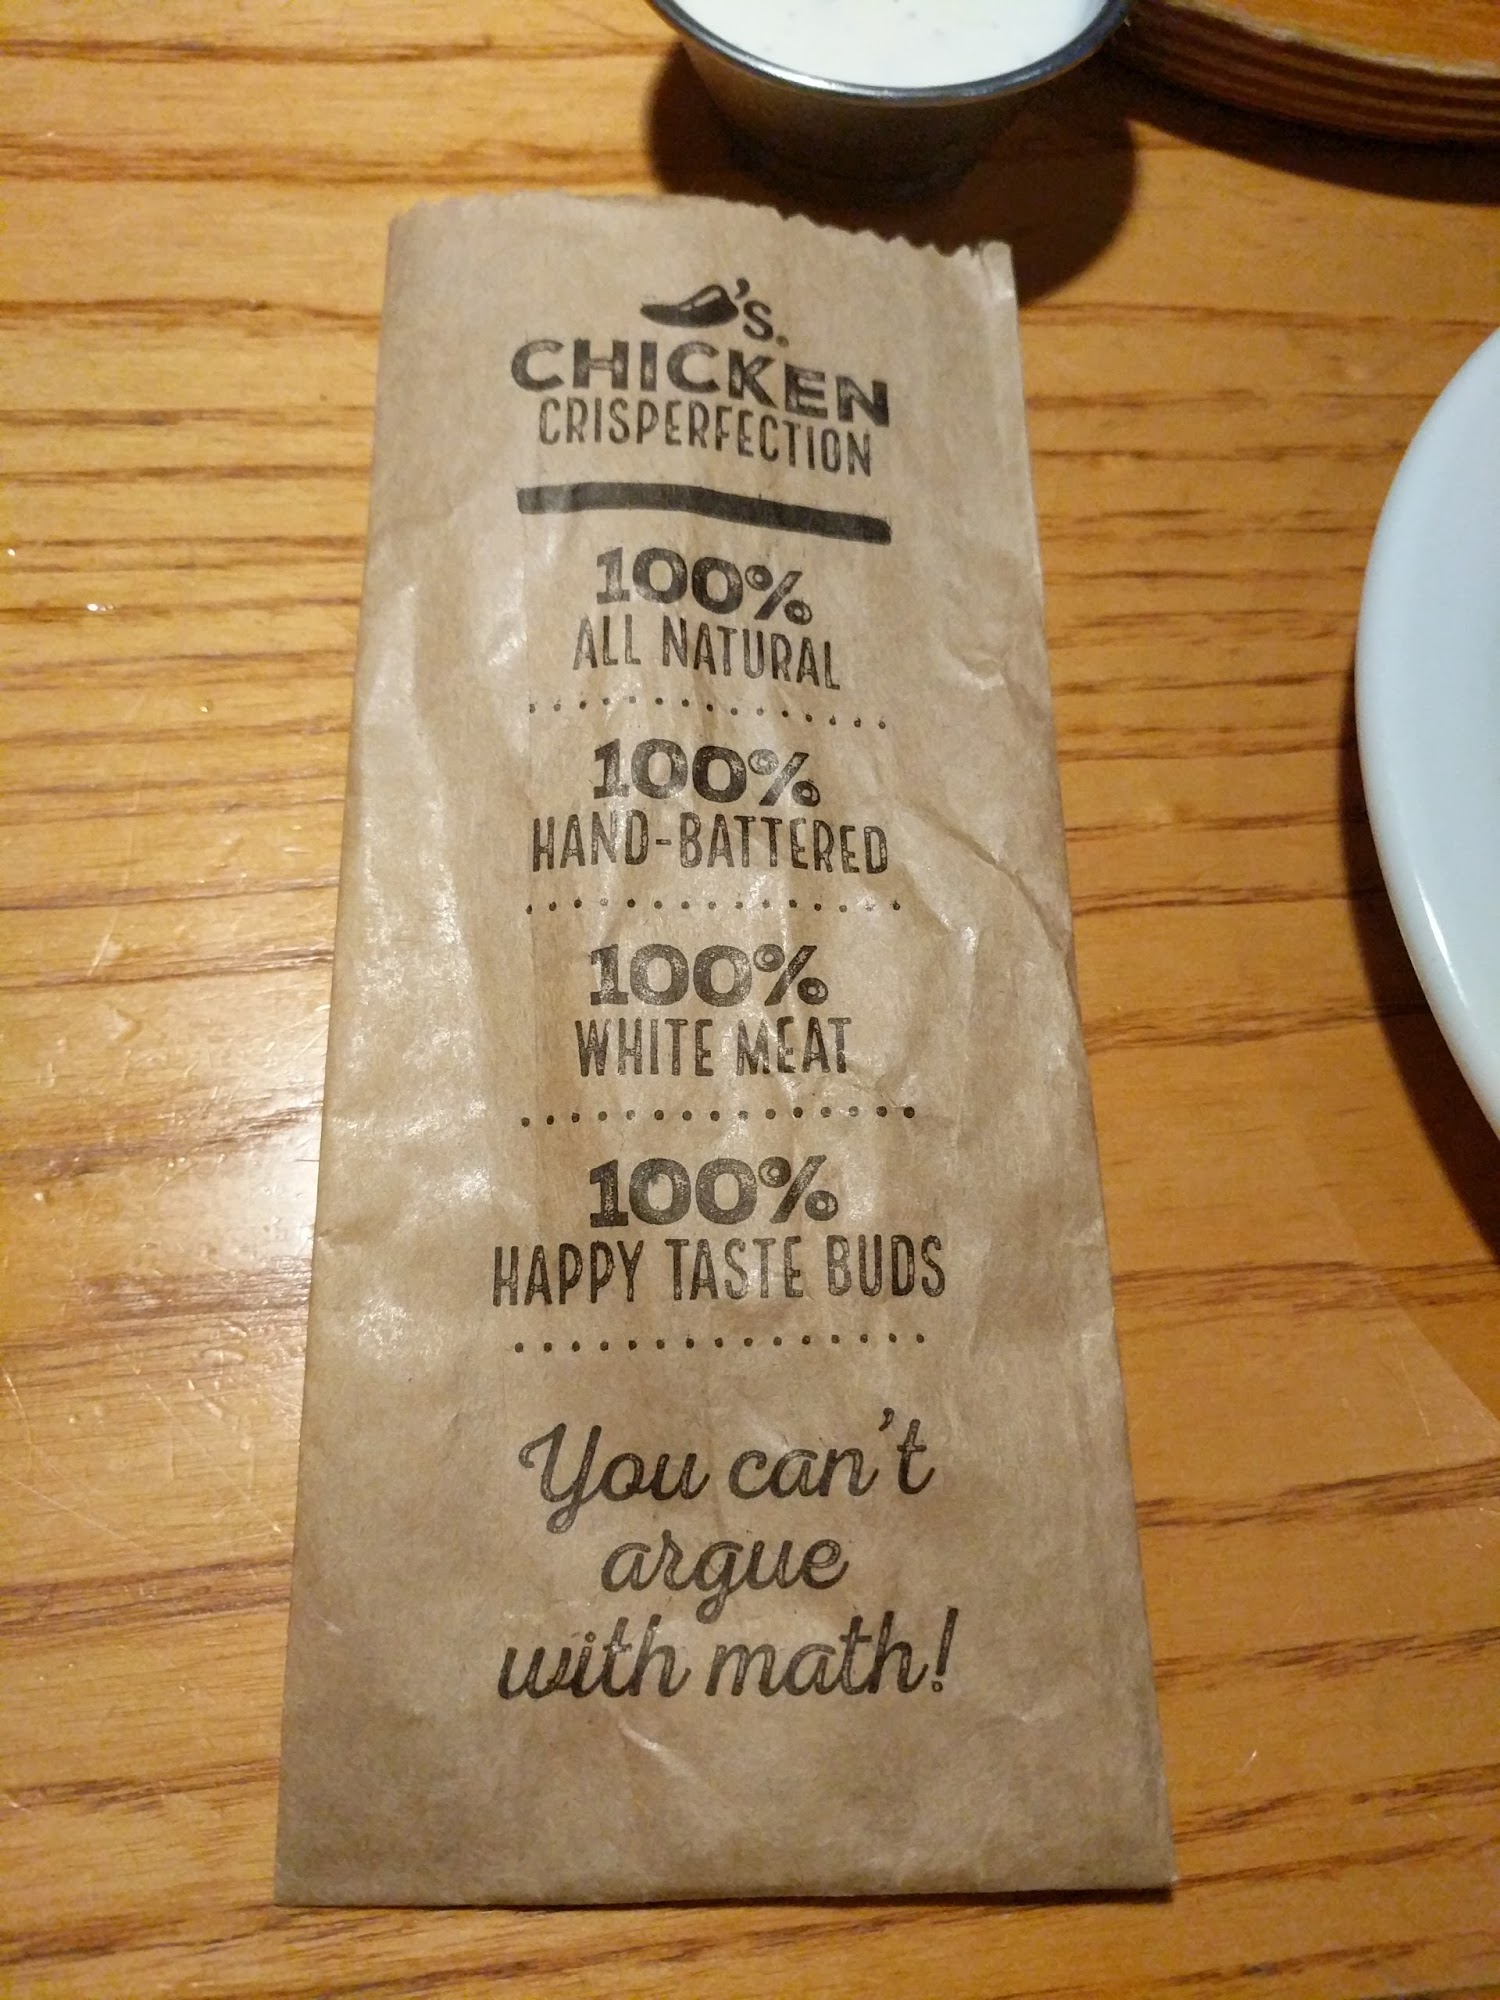 's.
CHICKEN
CRISPERFECTION
100%
ALL NATURAL
100%
HAND-BATTERED
100%
WHITE MEAT
100%
HAPPY TASTE BUDS
You can't
argue
with math!